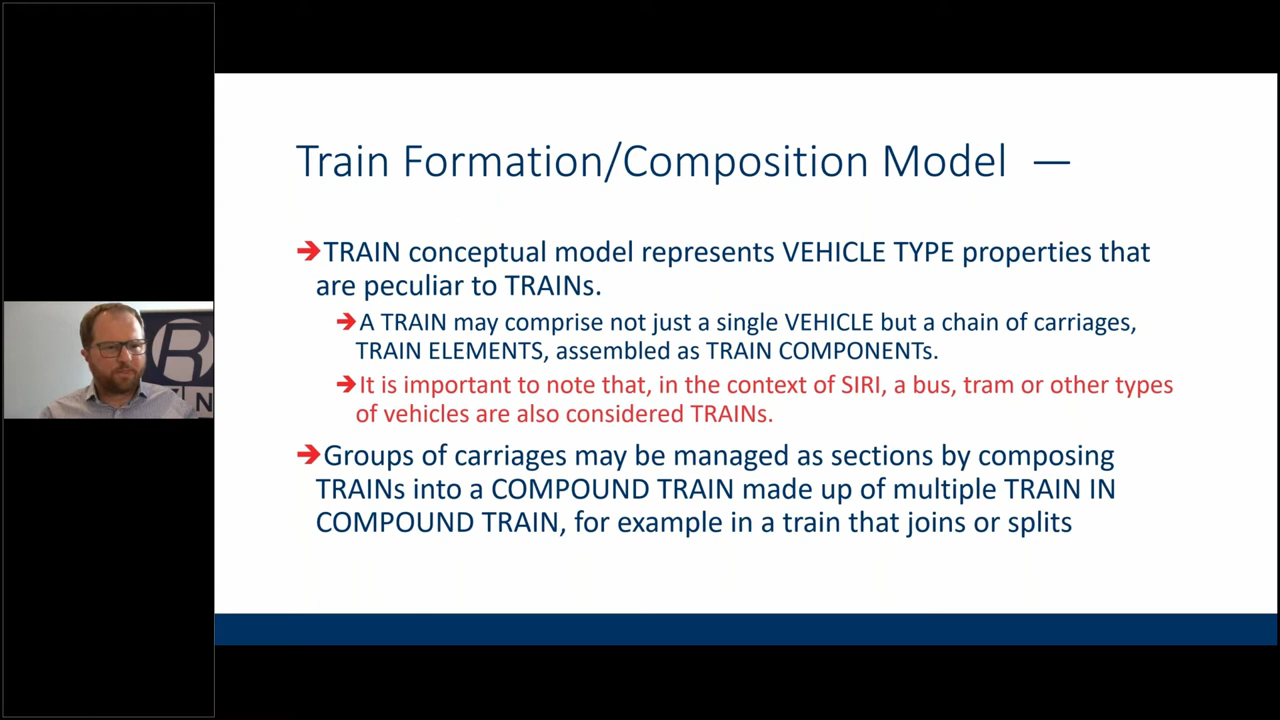 Train Formation/Composition Model —
➔TRAIN conceptual model represents VEHICLE TYPE properties that
are peculiar to TRAINs.
➔A TRAIN may comprise not just a single VEHICLE but a chain of carriages,
TRAIN ELEMENTS, assembled as TRAIN COMPONENTs.
➔It is important to note that, in the context of SIRI, a bus, tram or other types
of vehicles are also considered TRAINs.
➔Groups of carriages may be managed as sections by composing
TRAINs into a COMPOUND TRAIN made up of multiple TRAIN IN
COMPOUND TRAIN, for example in a train that joins or splits
R
N